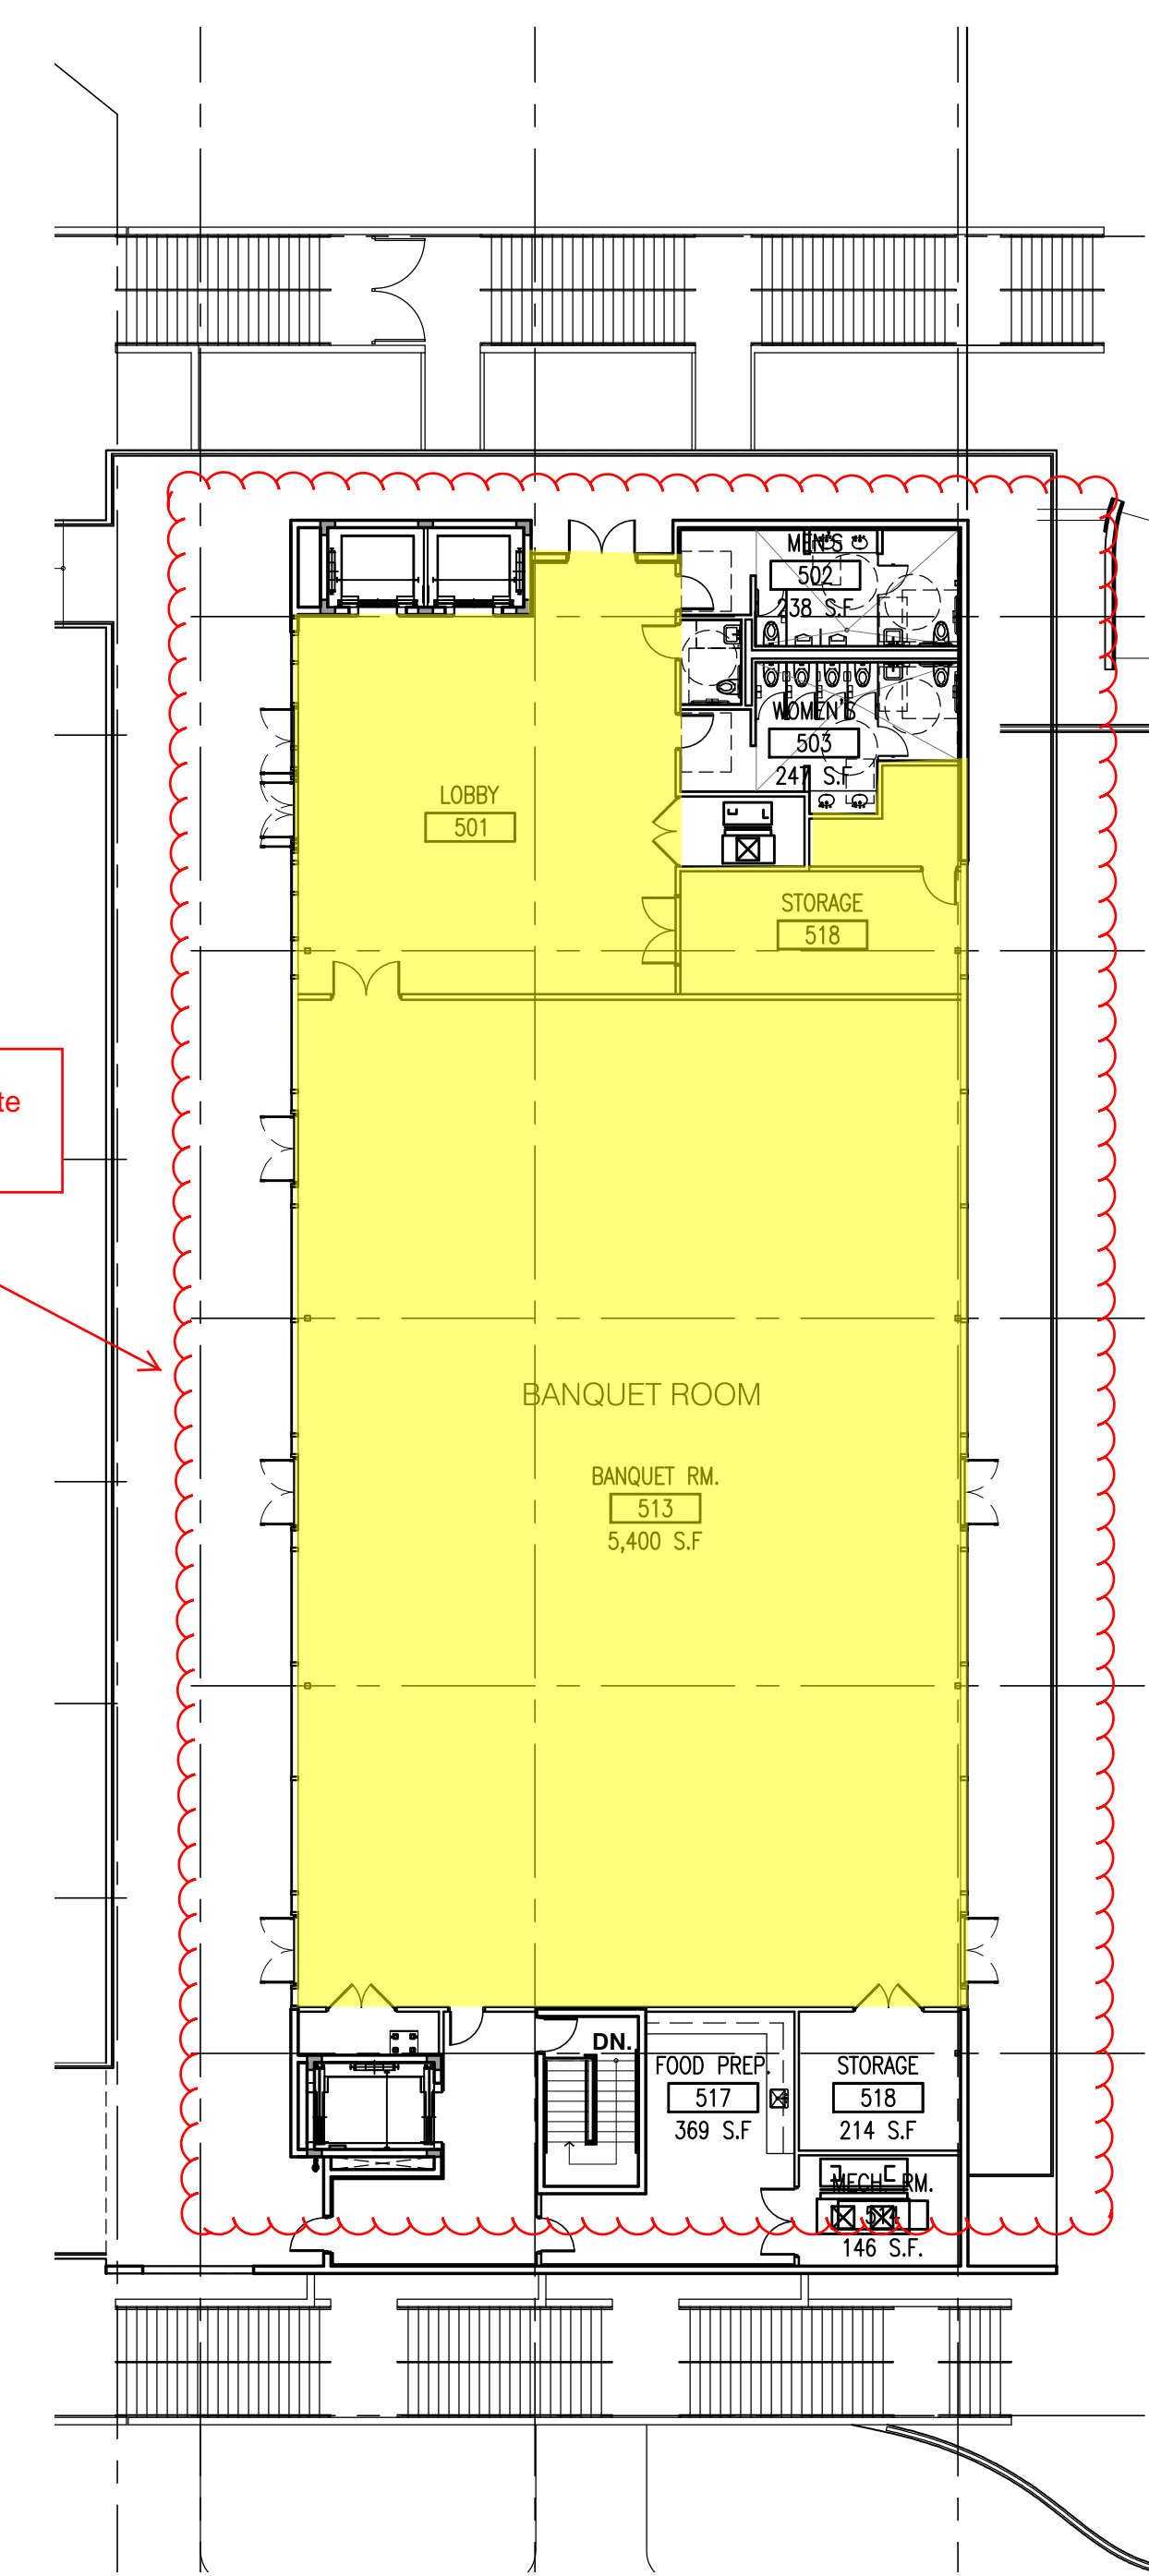 MEN'S
502
238 S.F
WOMEN'S
503
247 S.F
LOBBY
501
STORAGE
518
BANQUET ROOM
BANQUET RM.
513
5,400 S.F
DN.
FOOD PREP.
517
369 S.F
STORAGE
518
214 S.F
MECH. RM.
146 S.F.